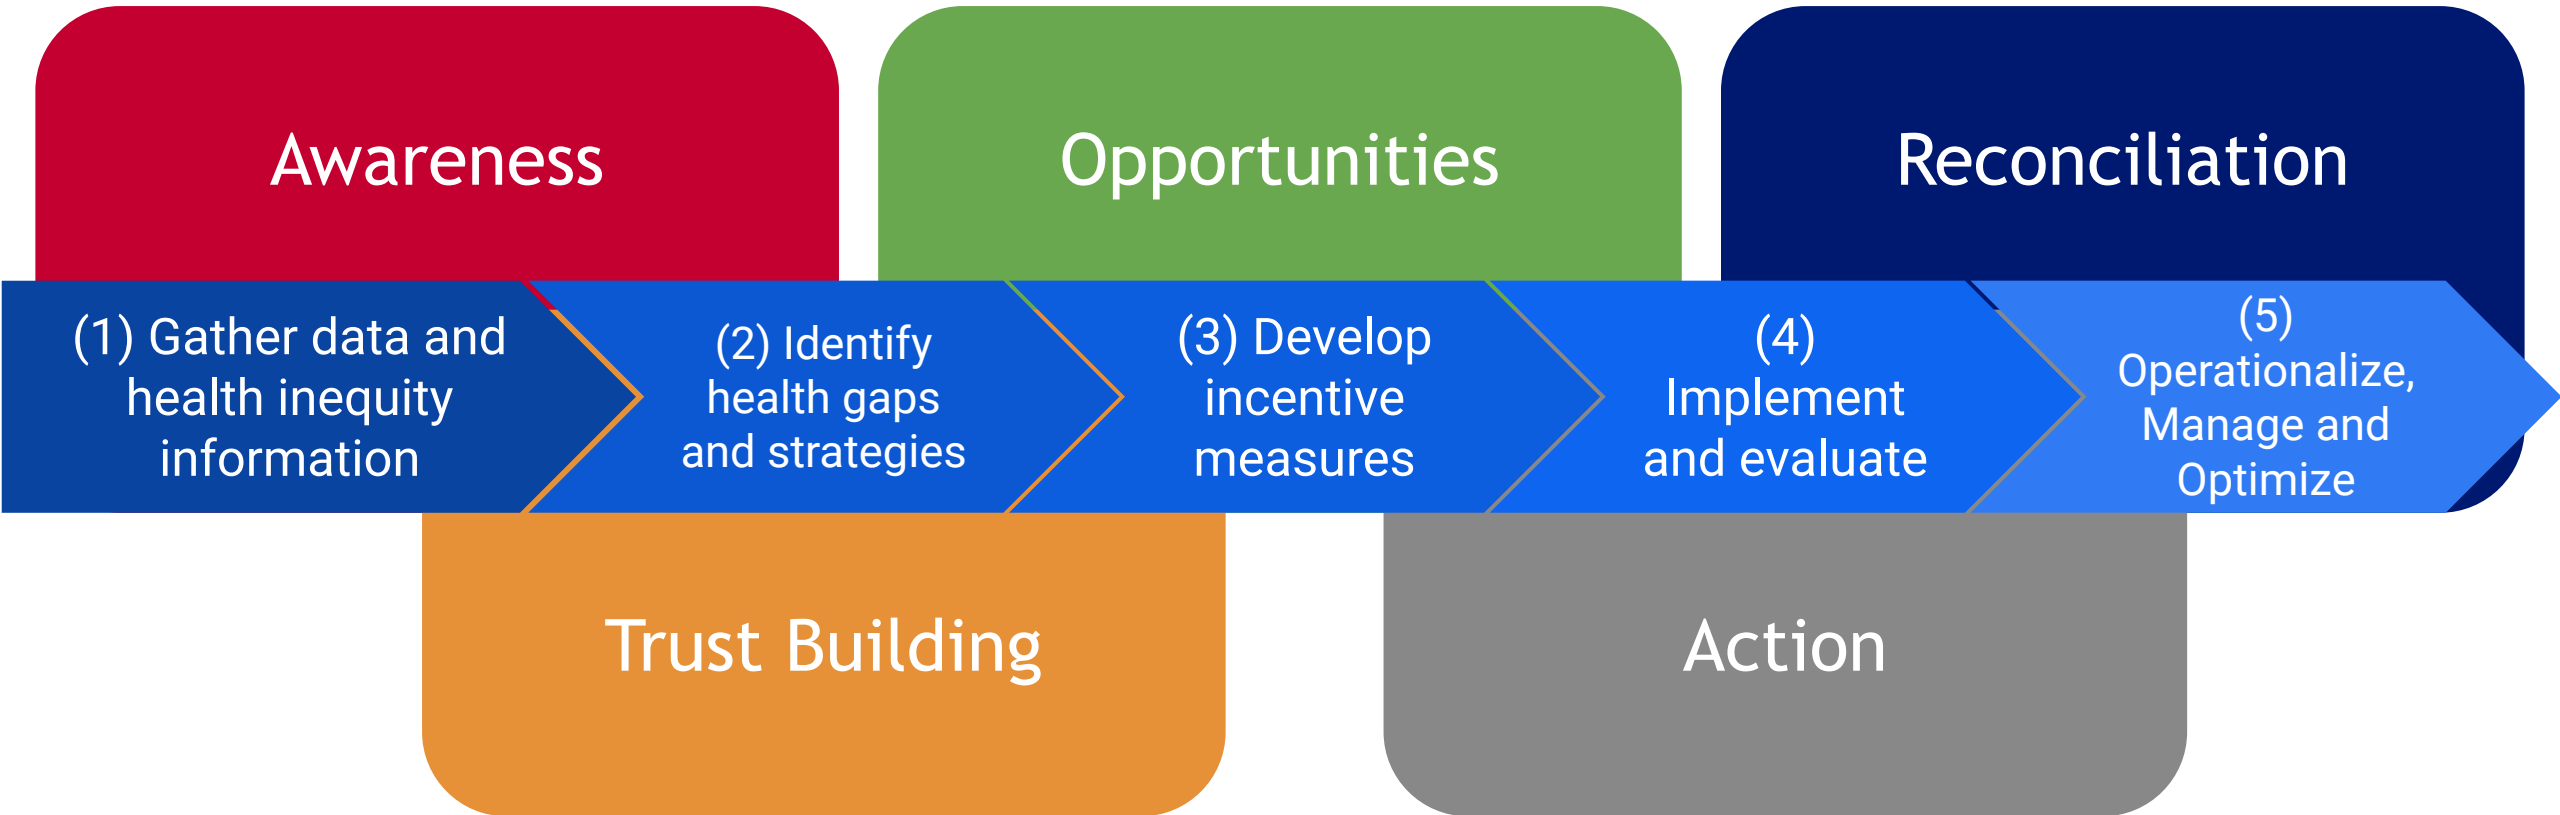 Awareness
Opportunities
Reconciliation
(1) Gather data and
health inequity
information
(2) Identify
health gaps
and strategies
(3) Develop
incentive
measures
(4)
Implement
and evaluate
(5)
Operationalize,
Manage and
Optimize
Trust Building
Action